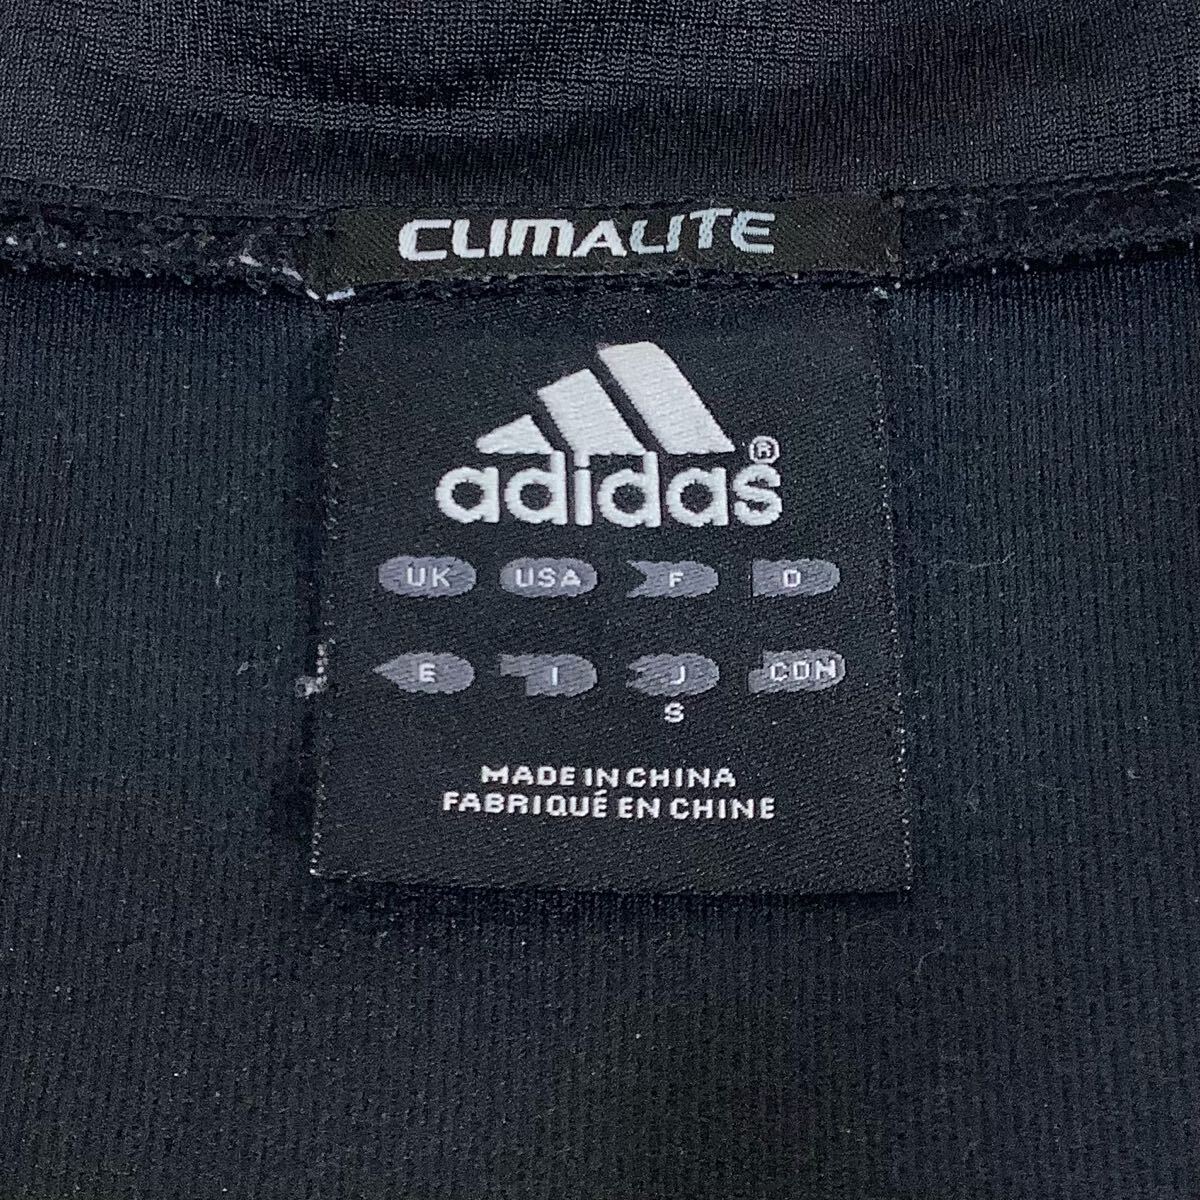 CLIMALITE
adidas®
UK USA F D
E I J CDN
S
MADE IN CHINA
FABRIQUÉ EN CHINE